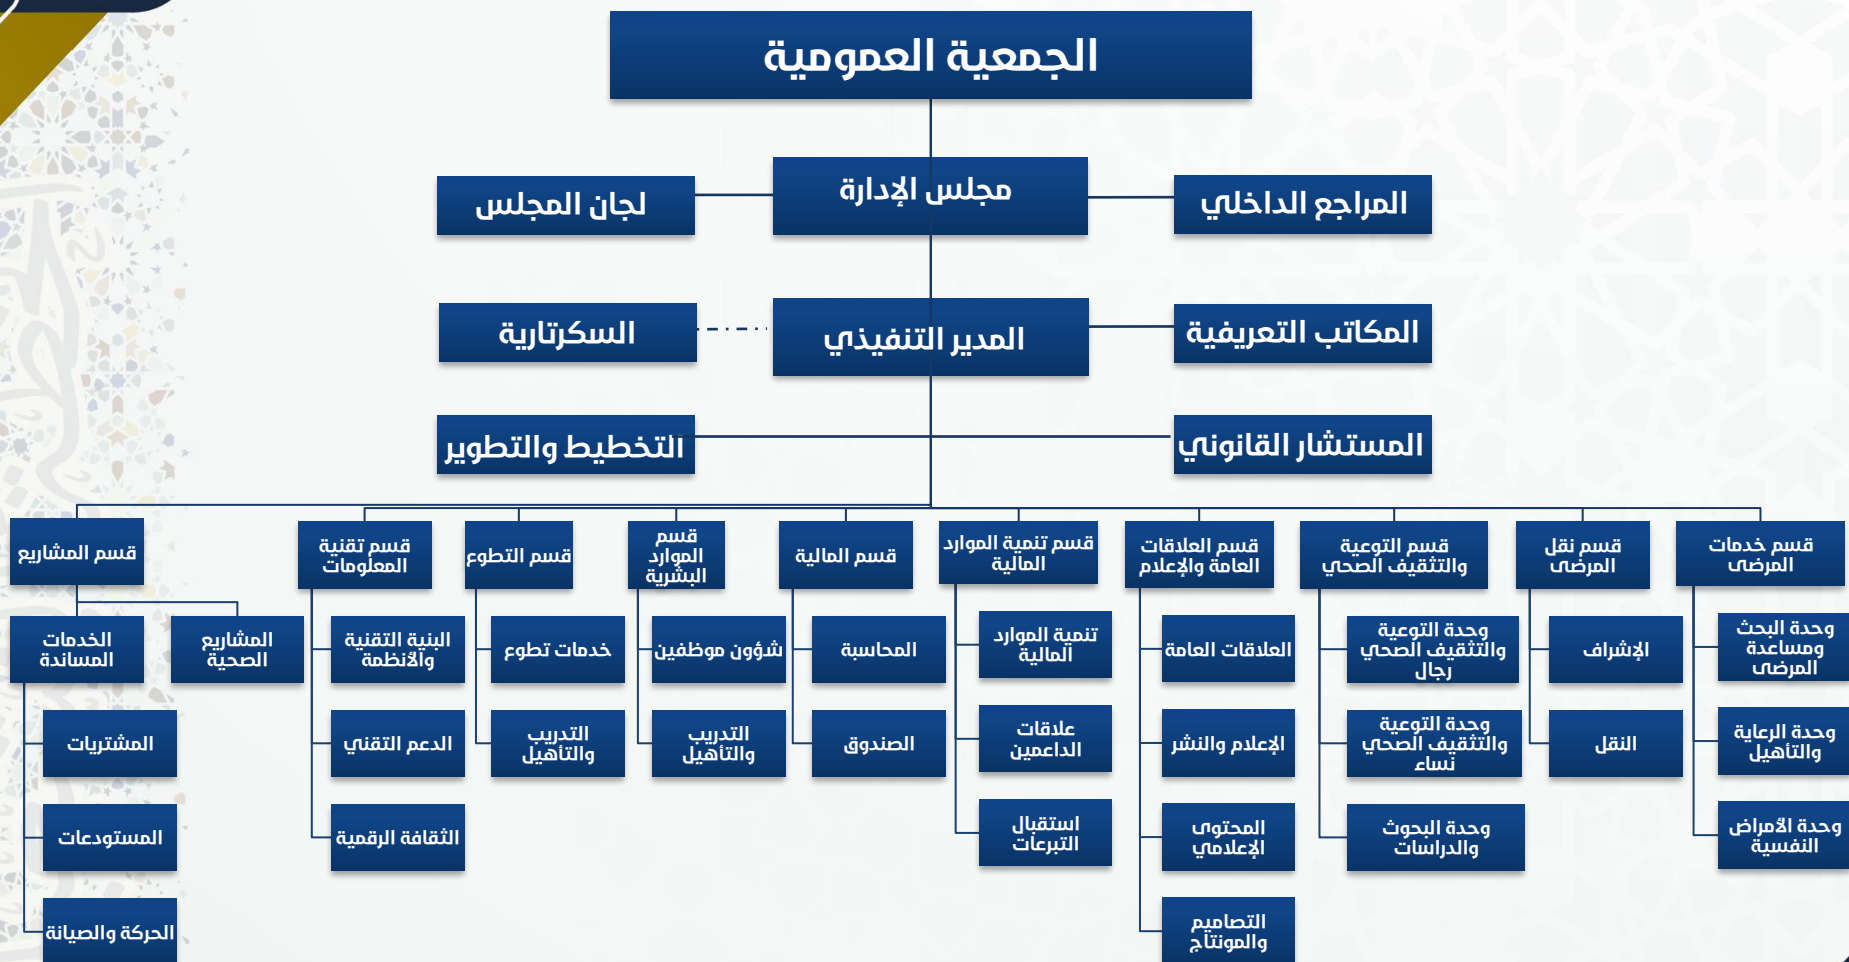 الجمعية العمومية
مجلس الإدارة
المراجع الداخلي
لجان المجلس
المدير التنفيذي
المكاتب التعريفية
السكرتارية
المستشار القانوني
التخطيط والتطوير
قسم خدمات
المرضى
وحدة البحث
ومساعدة
المرضى
وحدة الرعاية
والتأهيل
وحدة الأمراض
النفسية
قسم نقل
المرضى
الإشراف
النقل
قسم التوعية
والتثقيف الصحي
وحدة التوعية
والتثقيف الصحي
رجال
وحدة التوعية
والتثقيف الصحي
نساء
وحدة البحوث
والدراسات
قسم العلاقات
العامة والإعلام
العلاقات العامة
الإعلام والنشر
المحتوى
الإعلامي
التصاميم
والمونتاج
قسم تنمية الموارد
المالية
تنمية الموارد
المالية
علاقات
الداعمين
استقبال
التبرعات
قسم المالية
المحاسبة
الصندوق
قسم
الموارد
البشرية
شؤون موظفين
التدريب
والتأهيل
قسم التطوع
خدمات تطوع
التدريب
والتأهيل
قسم تقنية
المعلومات
البنية التقنية
والأنظمة
الدعم التقني
الثقافة الرقمية
قسم المشاريع
المشاريع
الصحية
الخدمات
المساندة
المشتريات
المستودعات
الحركة والصيانة